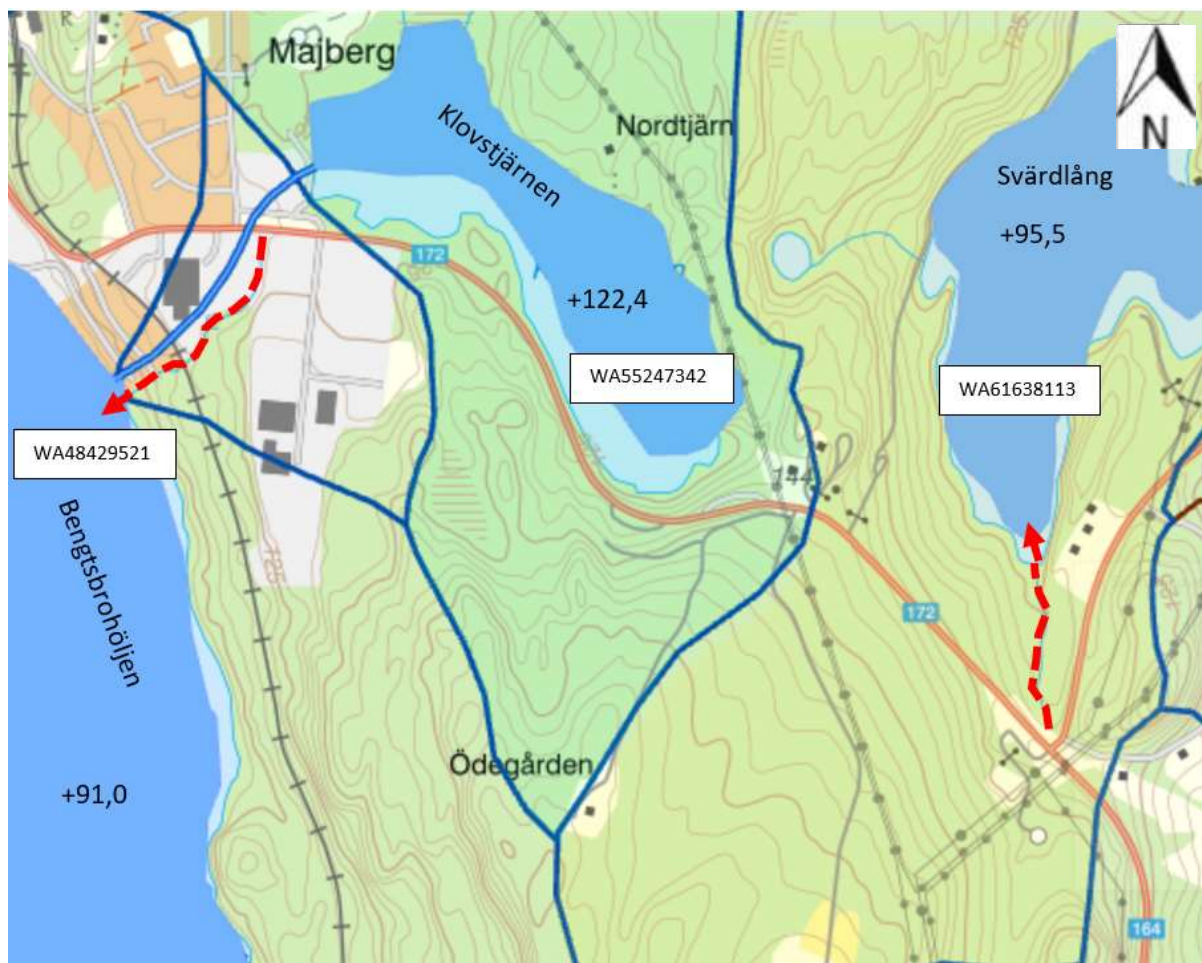 Majberg
N
Klovstjärnen
Nordtjärn
Svärdlång
+95,5
172
+122,4
WA55247342
WA61638113
WA48429521
144
125
Bengtsbrohöljen
172
Ödegården
+91,0
164